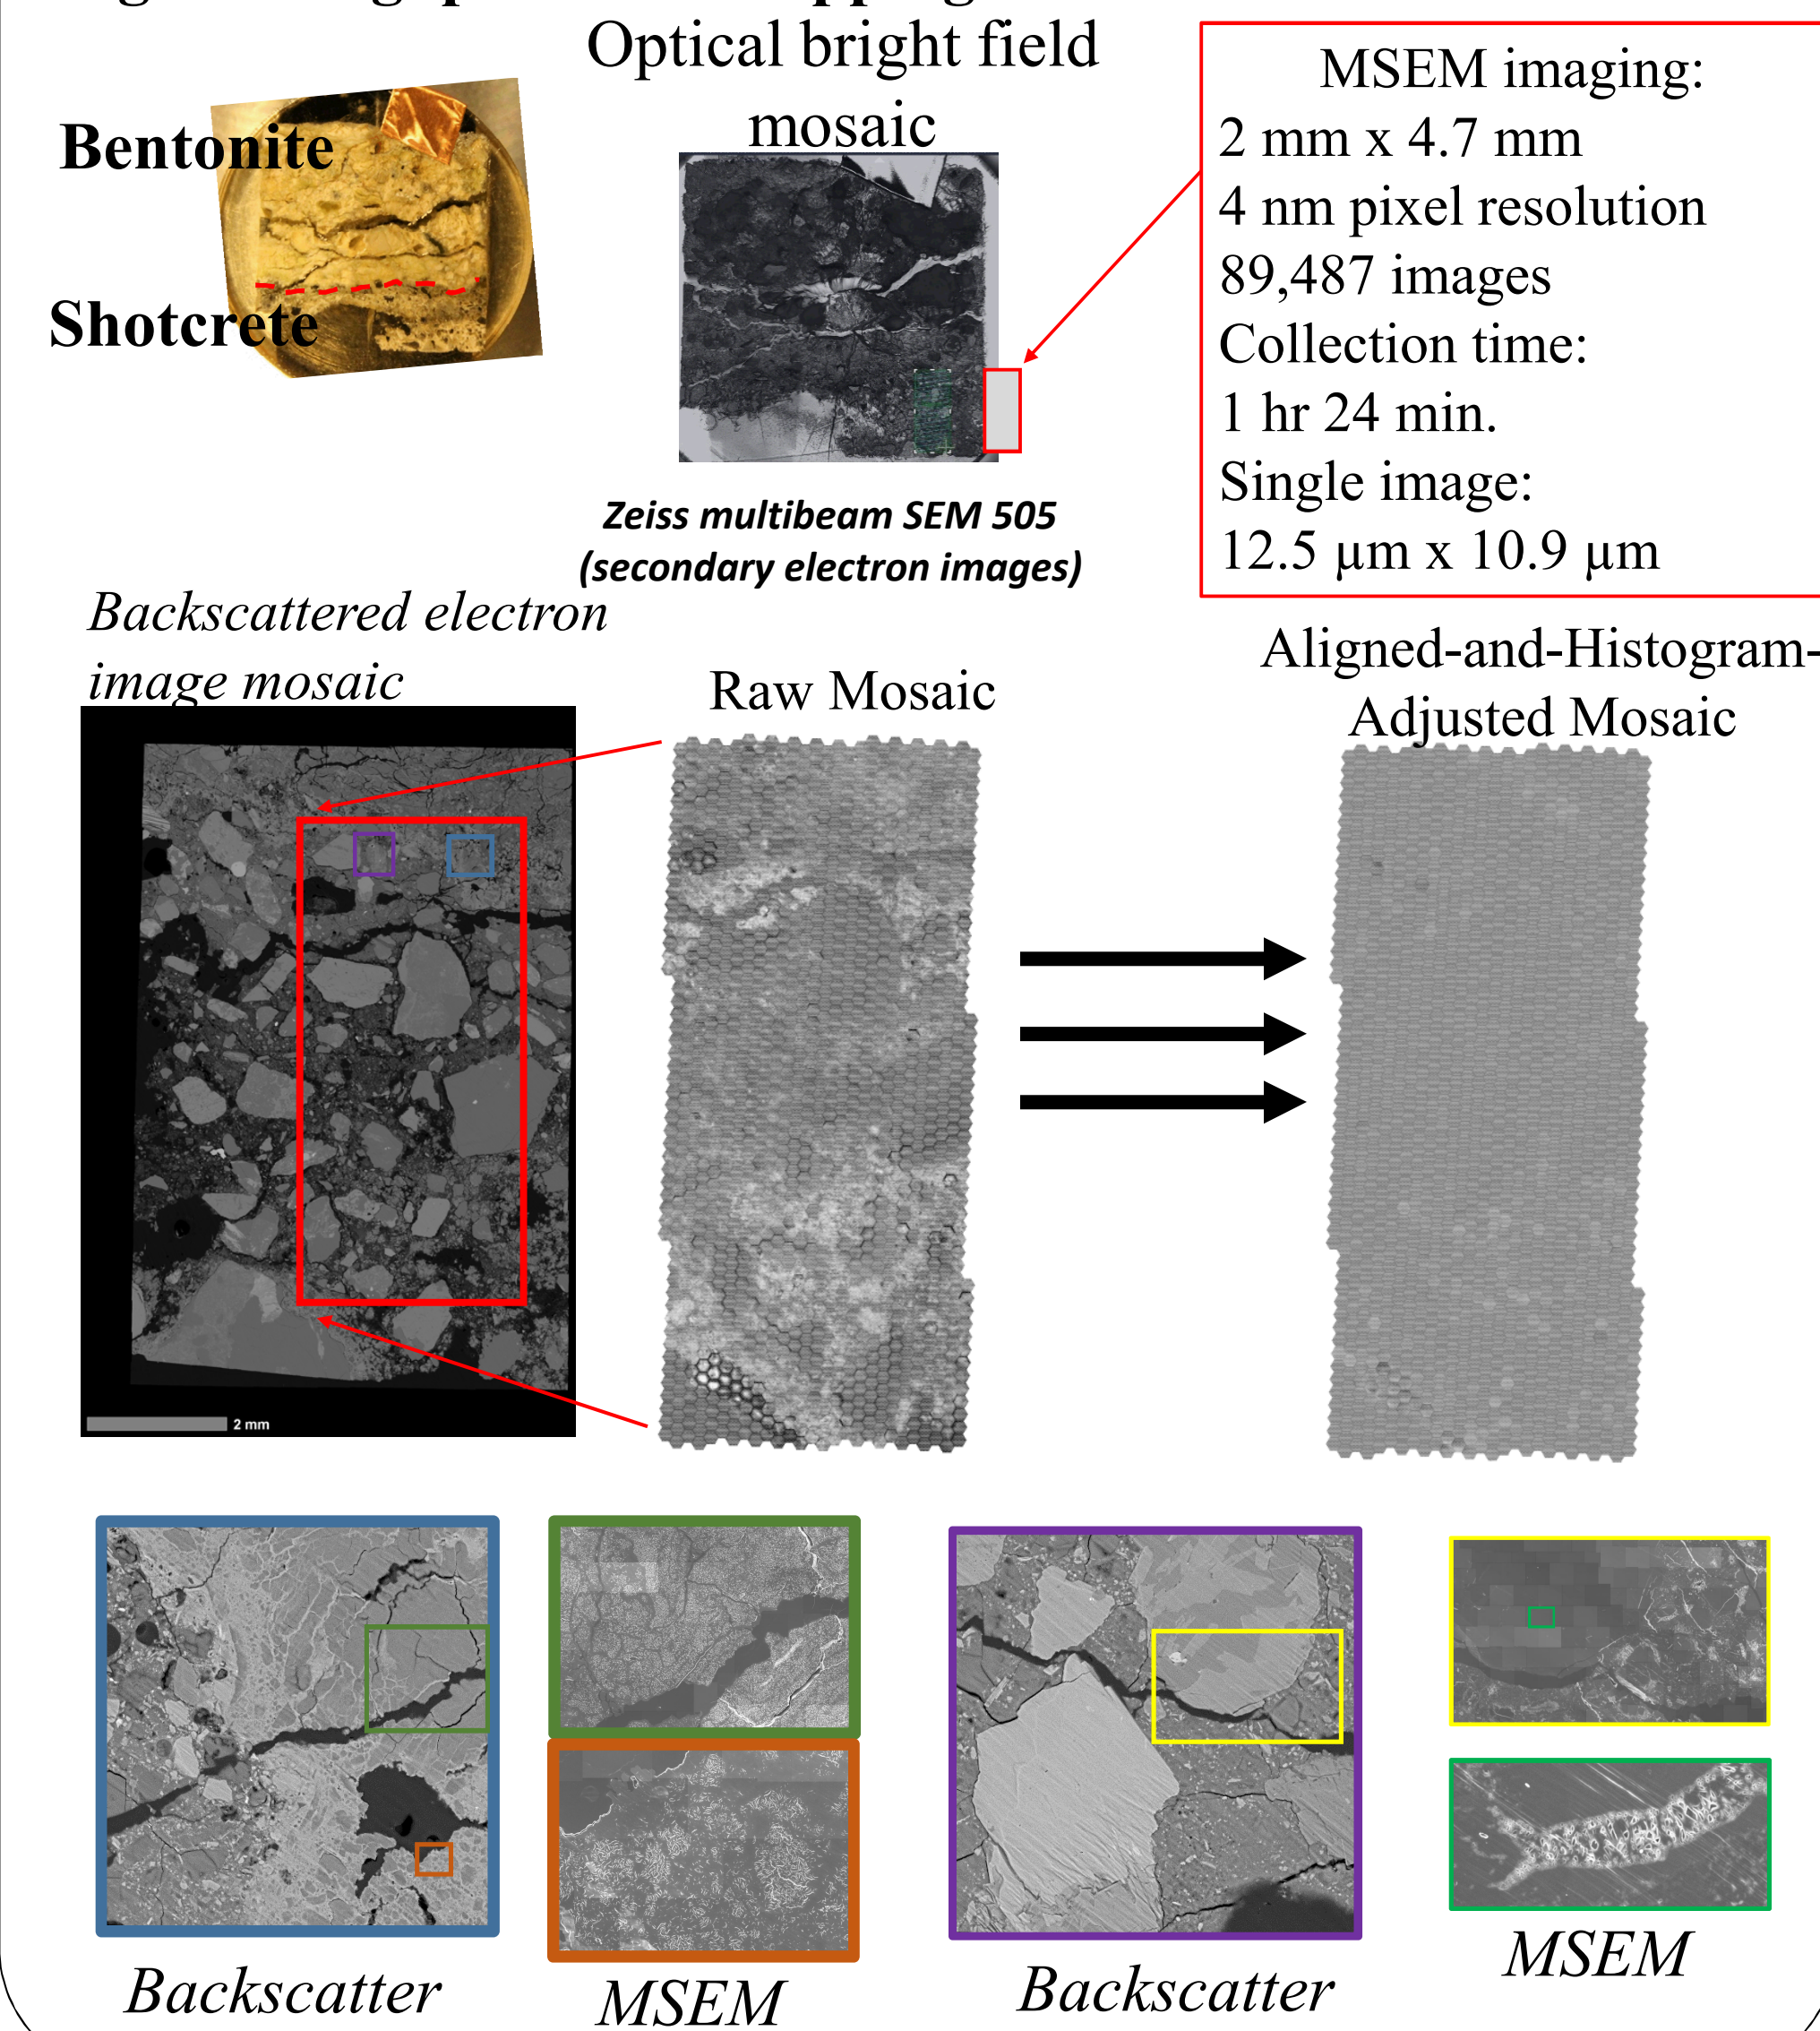 Optical bright field
mosaic
Bentonite
Shotcrete
MSEM imaging:
2 mm x 4.7 mm
4 nm pixel resolution
89,487 images
Collection time:
1 hr 24 min.
Single image:
12.5 µm x 10.9 µm
Zeiss multibeam SEM 505
(secondary electron images)
Backscattered electron
image mosaic
Raw Mosaic
Aligned-and-Histogram-
Adjusted Mosaic
2 mm
Backscatter
MSEM
Backscatter
MSEM